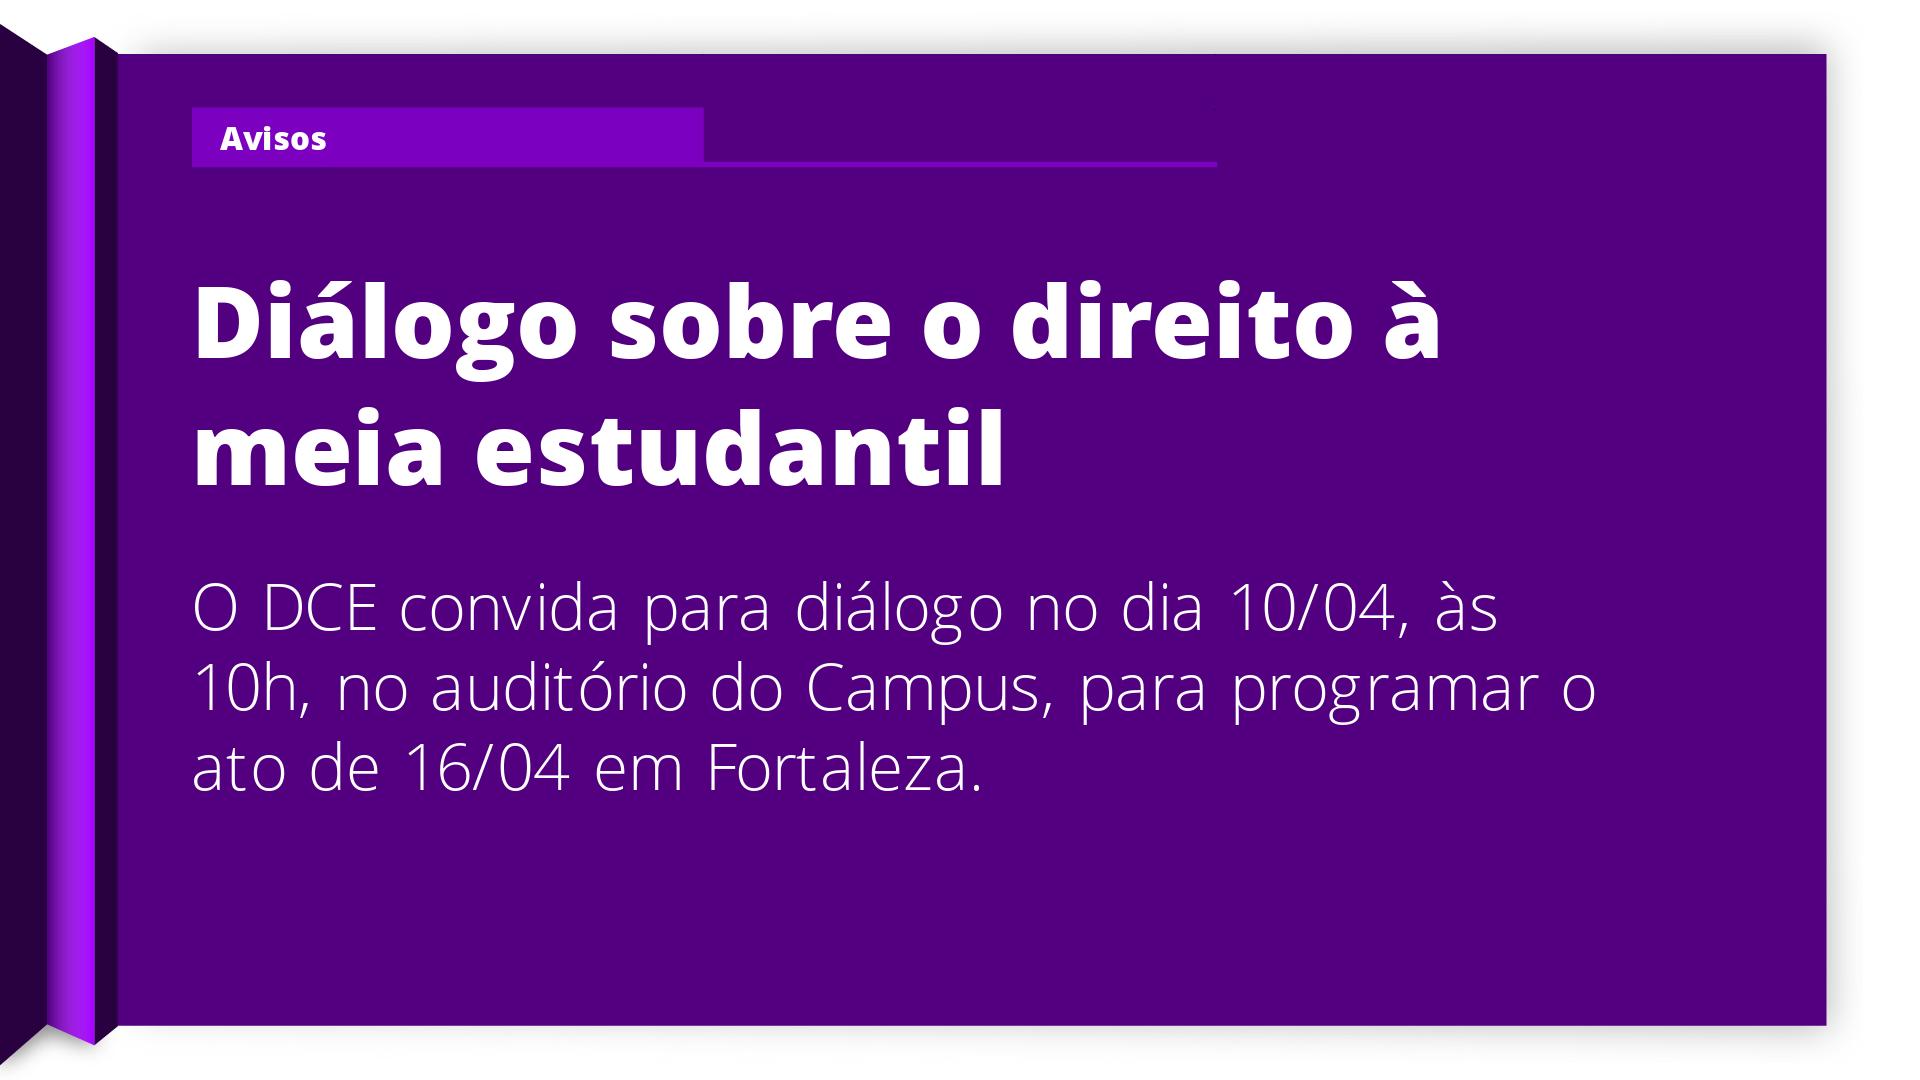 Avisos
Diálogo sobre o direito à
meia estudantil
O DCE convida para diálogo no dia 10/04, às
10h, no auditório do Campus, para programar o
ato de 16/04 em Fortaleza.